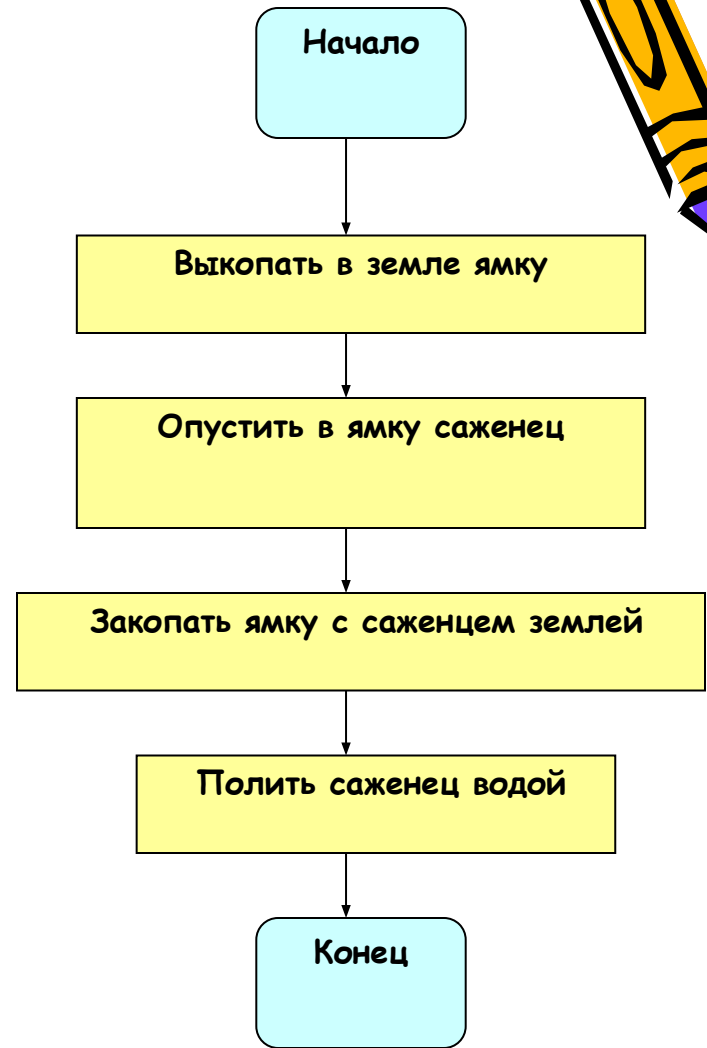 Начало
Выкопать в земле ямку
Опустить в ямку саженец
Закопать ямку с саженцем землей
Полить саженец водой
Конец